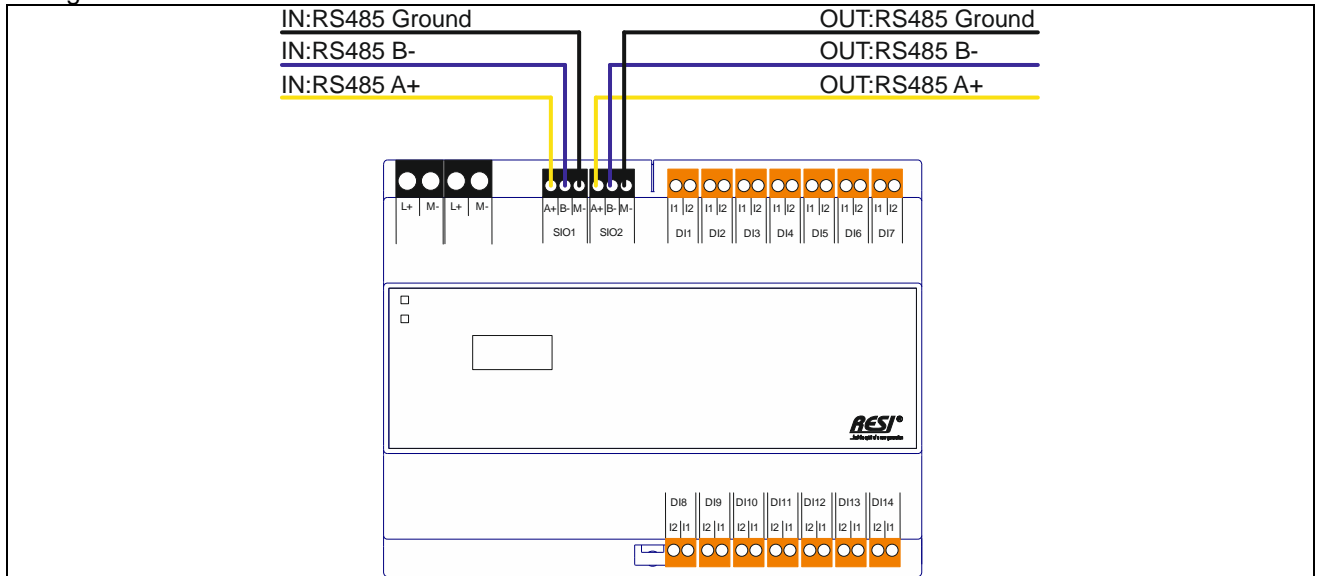 IN:RS485 Ground OUT:RS485 Ground
IN:RS485 B- OUT:RS485 B-
IN:RS485 A+ OUT:RS485 A+
L+ M- L+ M- A+ B- M- A+ B- M- I1 I2 I1 I2 I1 I2 I1 I2 I1 I2 I1 I2 I1 I2
SIO1 SIO2 DI1 DI2 DI3 DI4 DI5 DI6 DI7
RESI®
DI8 DI9 DI10 DI11 DI12 DI13 DI14
I2 I1 I2 I1 I2 I1 I2 I1 I2 I1 I2 I1 I2 I1